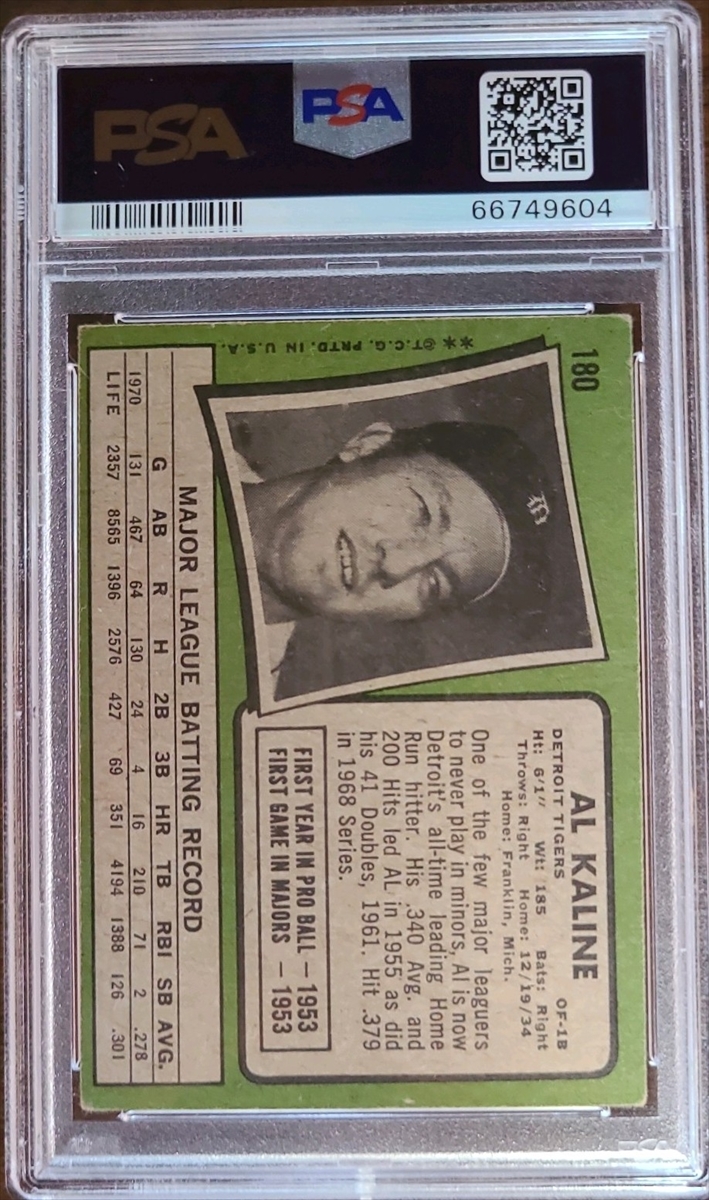 PSA
PSA
66749604
180
**©T.C.G. PRTD. IN U.S.A.
AL KALINE
DETROIT TIGERS OF-1B
Ht: 6'1" Wt: 185 Bats: Right
Throws: Right Home: 12/19/34
Home: Franklin, Mich.
One of the few major leaguers
to never play in minors, Al is now
Detroit's all-time leading Home
Run hitter. His .340 Avg. and
200 Hits led AL in 1955 as did
his 41 Doubles, 1961. Hit .379
in 1968 Series.
FIRST YEAR IN PRO BALL — 1953
FIRST GAME IN MAJORS — 1953
MAJOR LEAGUE BATTING RECORD
G AB R H 2B 3B HR TB RBI SB AVG.
1970 131 467 64 130 24 4 16 210 71 2 .278
LIFE 2357 8565 1396 2576 427 69 351 4194 1388 126 .301
PSA